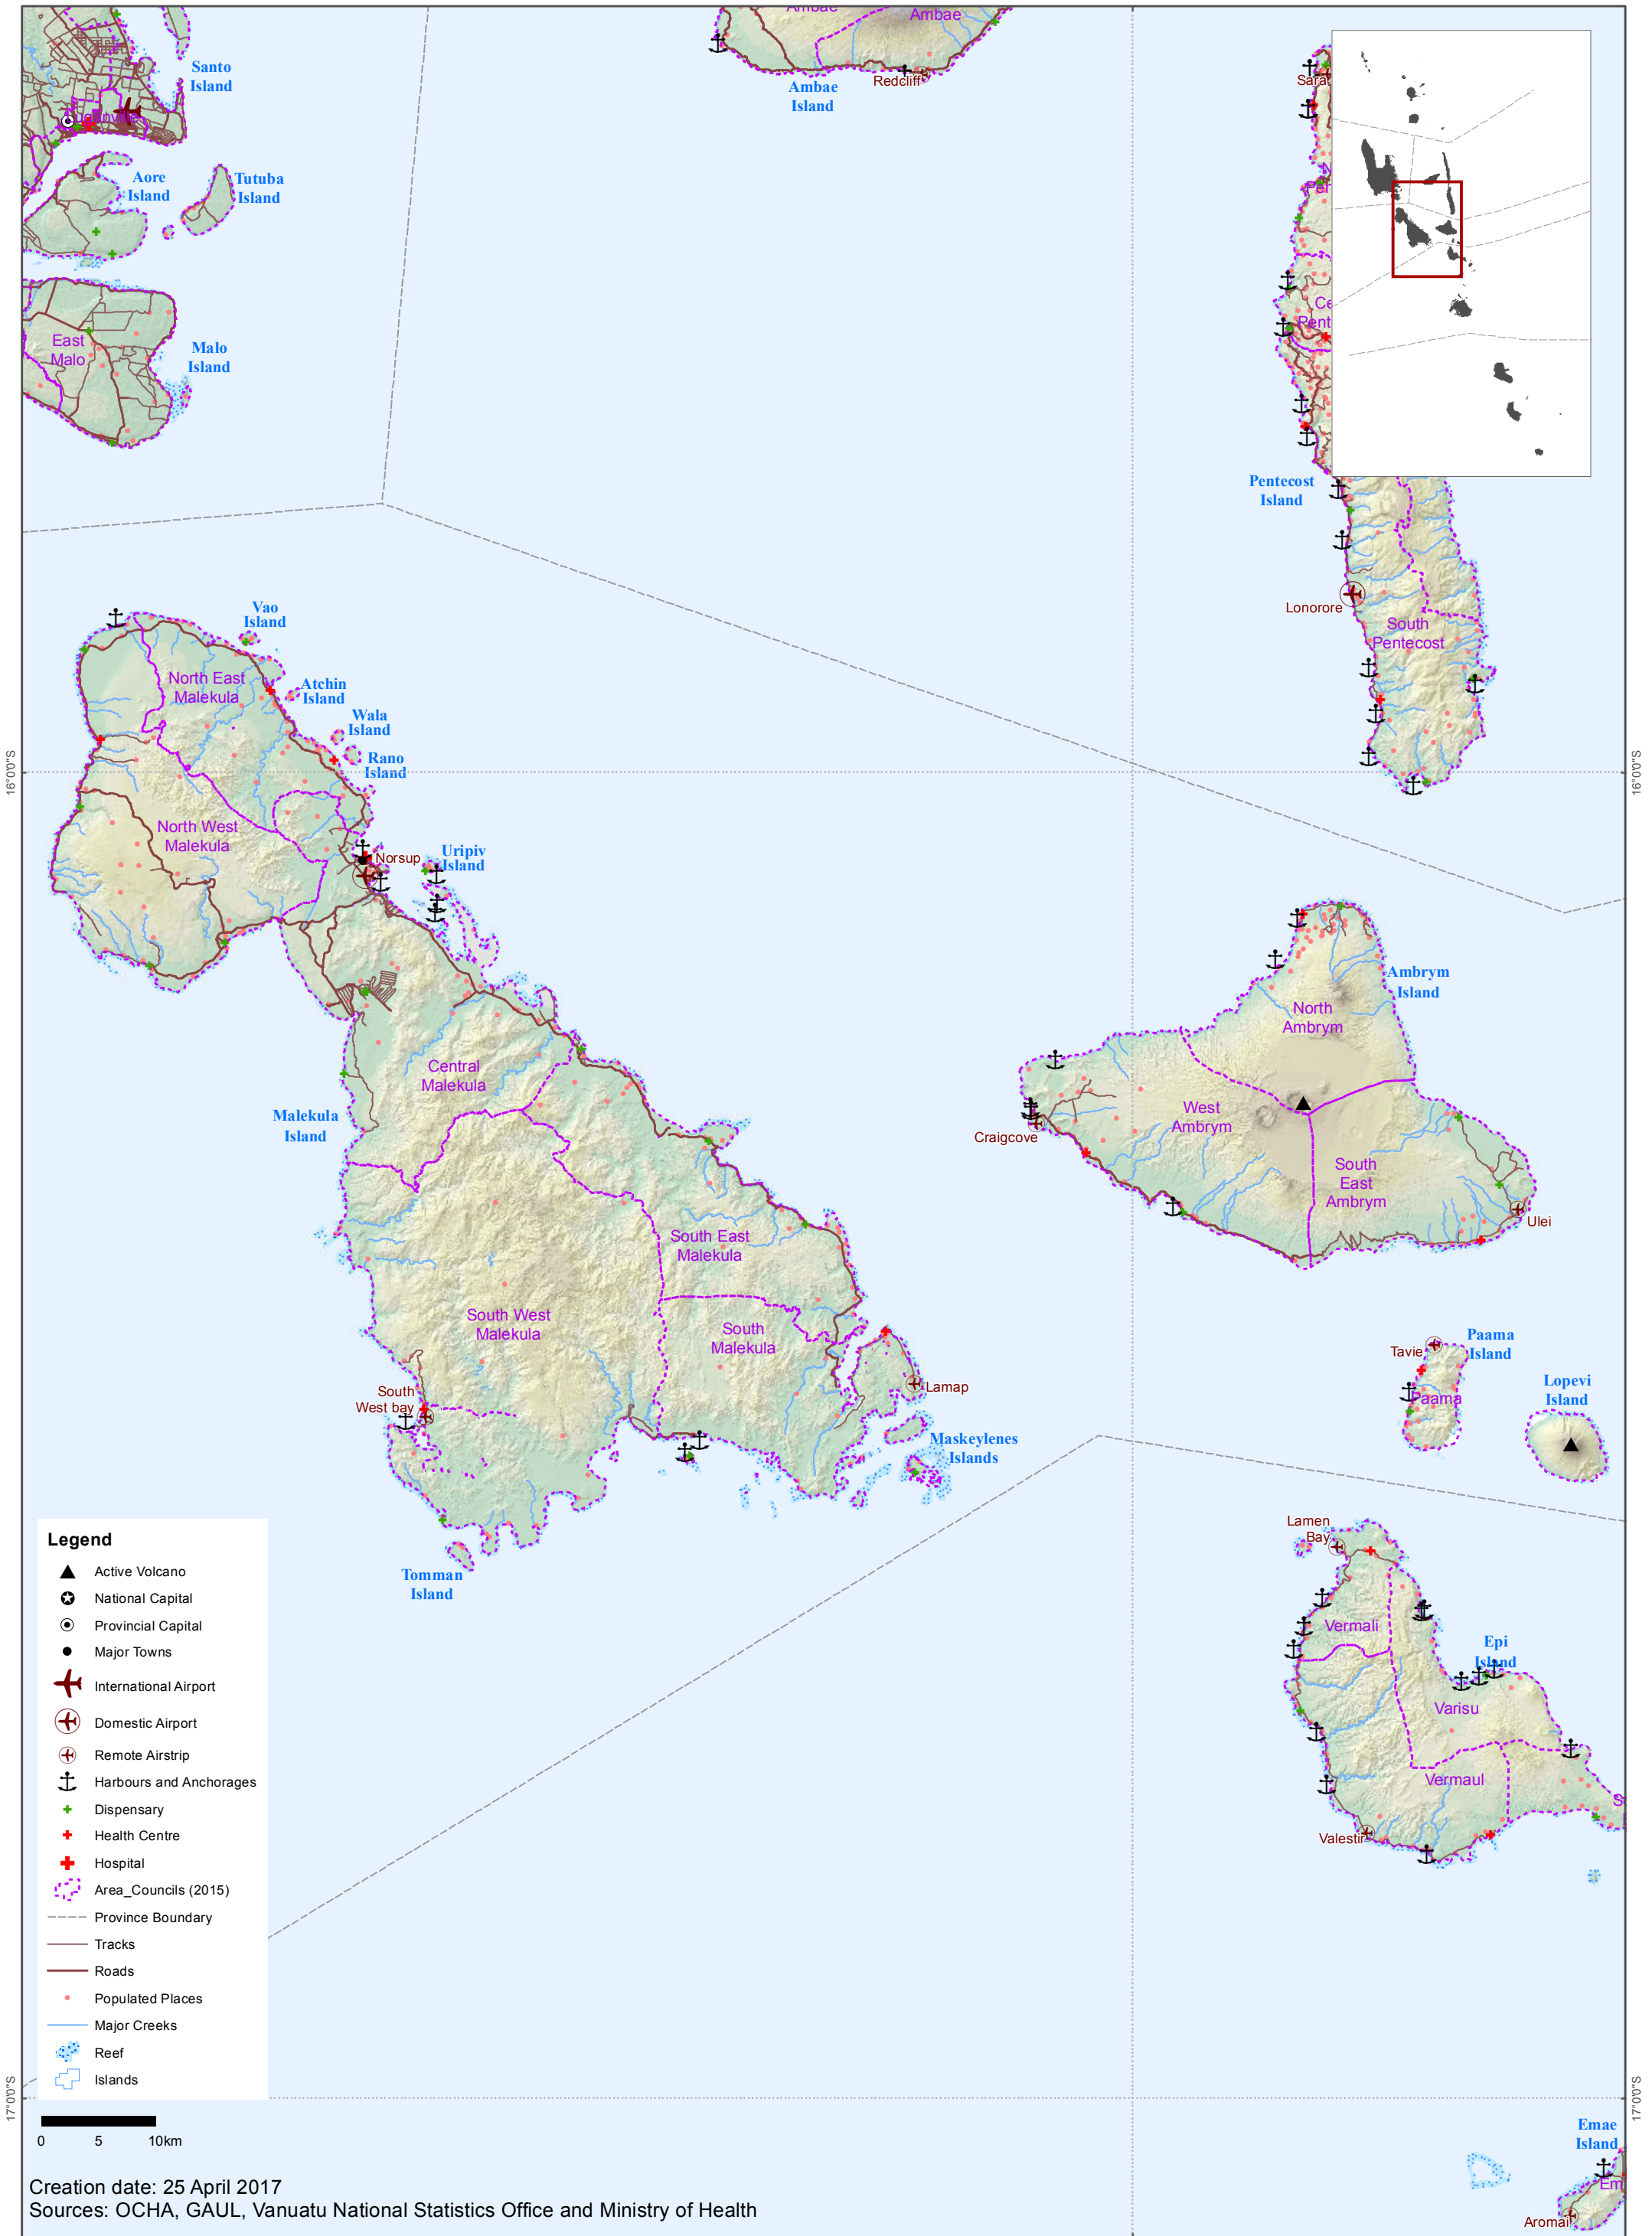 Ambae
Ambae
Santo
Island
Redcliff
Ambae
Island
Aore
Island
Tutuba
Island
East
Malo
Malo
Island
Pentecost
Island
Lonorore
South
Pentecost
Vao
Island
North East
Malekula
Atchin
Island
Wala
Island
Rano
Island
16°0'0"S
16°0'0"S
North West
Malekula
Norsup
Uripiv
Island
Ambrym
Island
North
Ambrym
Central
Malekula
Malekula
Island
West
Ambrym
Craigcove
South
East
Ambrym
Ulei
South East
Malekula
South West
Malekula
South
Malekula
Paama
Island
Tavie
Lopevi
Island
Paama
South
West bay
Lamap
Maskeylenes
Islands
Lamen
Bay
Tomman
Island
Vermali
Epi
Island
Varisu
Vermaul
Valestir
Legend
Active Volcano
National Capital
Provincial Capital
Major Towns
International Airport
Domestic Airport
Remote Airstrip
Harbours and Anchorages
Dispensary
Health Centre
Hospital
Area_Councils (2015)
Province Boundary
Tracks
Roads
Populated Places
Major Creeks
Reef
Islands
17°0'0"S
17°0'0"S
0 5 10km
Emae
Island
Em
Aromai
Creation date: 25 April 2017
Sources: OCHA, GAUL, Vanuatu National Statistics Office and Ministry of Health